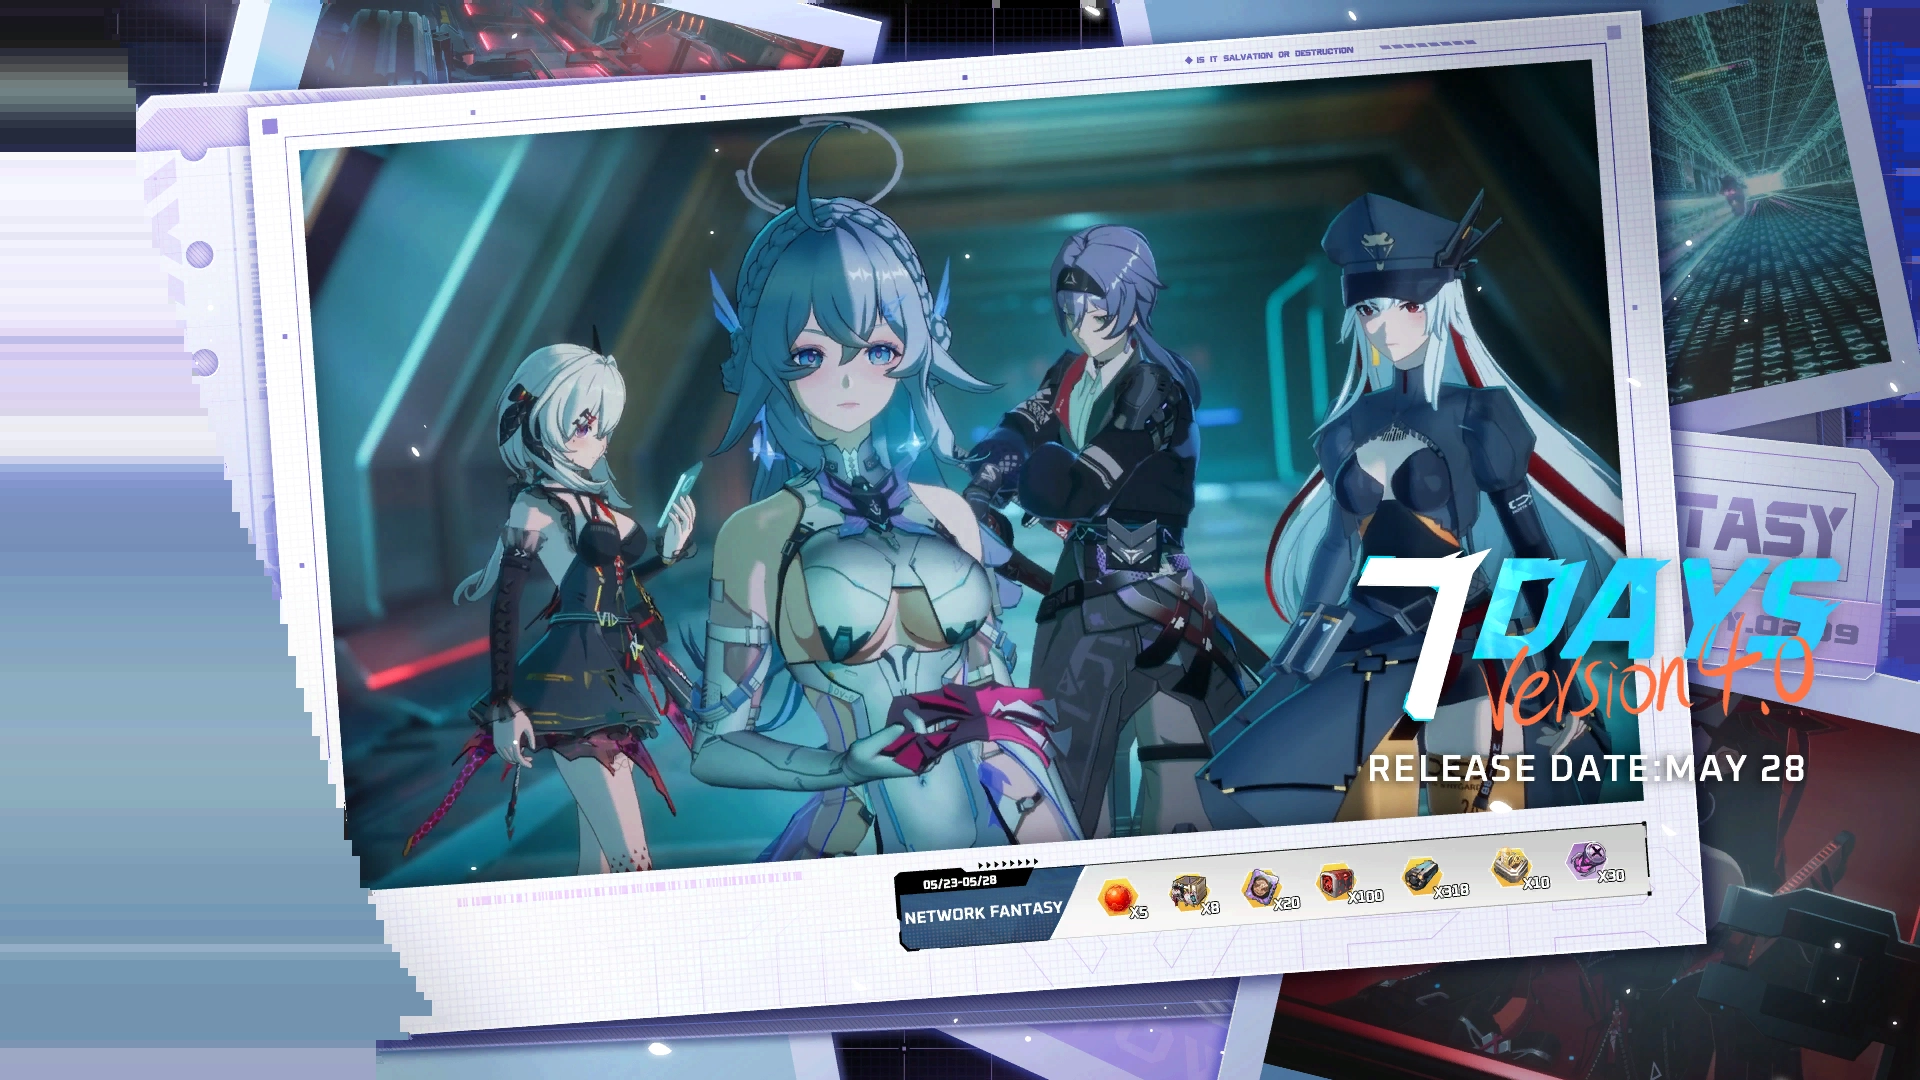 IS IT SALVATION OR DESTRUCTION
TASY
7 DAYS
Version 4.0
RELEASE DATE:MAY 28
05/23-05/28
NETWORK FANTASY
X5
X8
X20
X100
X318
X10
X30